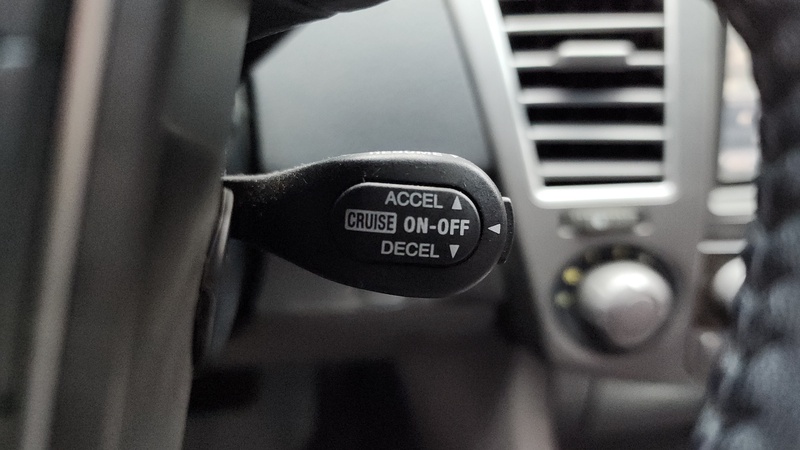 ACCEL ▲
CRUISE ON-OFF ◀
DECEL ▼